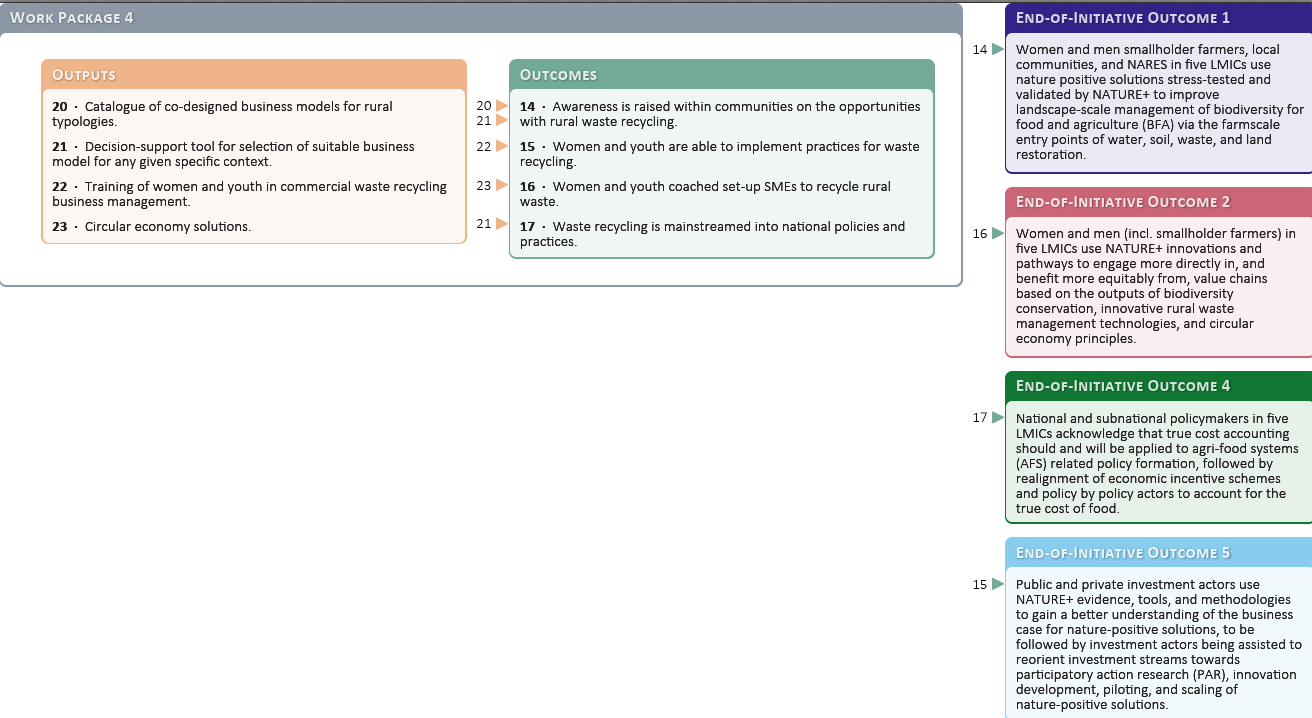 WORK PACKAGE 4
OUTPUTS
20 · Catalogue of co-designed business models for rural
typologies.
21 · Decision-support tool for selection of suitable business
model for any given specific context.
22 · Training of women and youth in commercial waste recycling
business management.
23 · Circular economy solutions.
20
21
22
23
21
OUTCOMES
14 · Awareness is raised within communities on the opportunities
with rural waste recycling.
15 · Women and youth are able to implement practices for waste
recycling.
16 · Women and youth coached set-up SMEs to recycle rural
waste.
17 · Waste recycling is mainstreamed into national policies and
practices.
END-OF-INITIATIVE OUTCOME 1
14
Women and men smallholder farmers, local
communities, and NARES in five LMICs use
nature positive solutions stress-tested and
validated by NATURE+ to improve
landscape-scale management of biodiversity for
food and agriculture (BFA) via the farmscale
entry points of water, soil, waste, and land
restoration.
END-OF-INITIATIVE OUTCOME 2
16
Women and men (incl. smallholder farmers) in
five LMICs use NATURE+ innovations and
pathways to engage more directly in, and
benefit more equitably from, value chains
based on the outputs of biodiversity
conservation, innovative rural waste
management technologies, and circular
economy principles.
END-OF-INITIATIVE OUTCOME 4
17
National and subnational policymakers in five
LMICs acknowledge that true cost accounting
should and will be applied to agri-food systems
(AFS) related policy formation, followed by
realignment of economic incentive schemes
and policy by policy actors to account for the
true cost of food.
END-OF-INITIATIVE OUTCOME 5
15
Public and private investment actors use
NATURE+ evidence, tools, and methodologies
to gain a better understanding of the business
case for nature-positive solutions, to be
followed by investment actors being assisted to
reorient investment streams towards
participatory action research (PAR), innovation
development, piloting, and scaling of
nature-positive solutions.